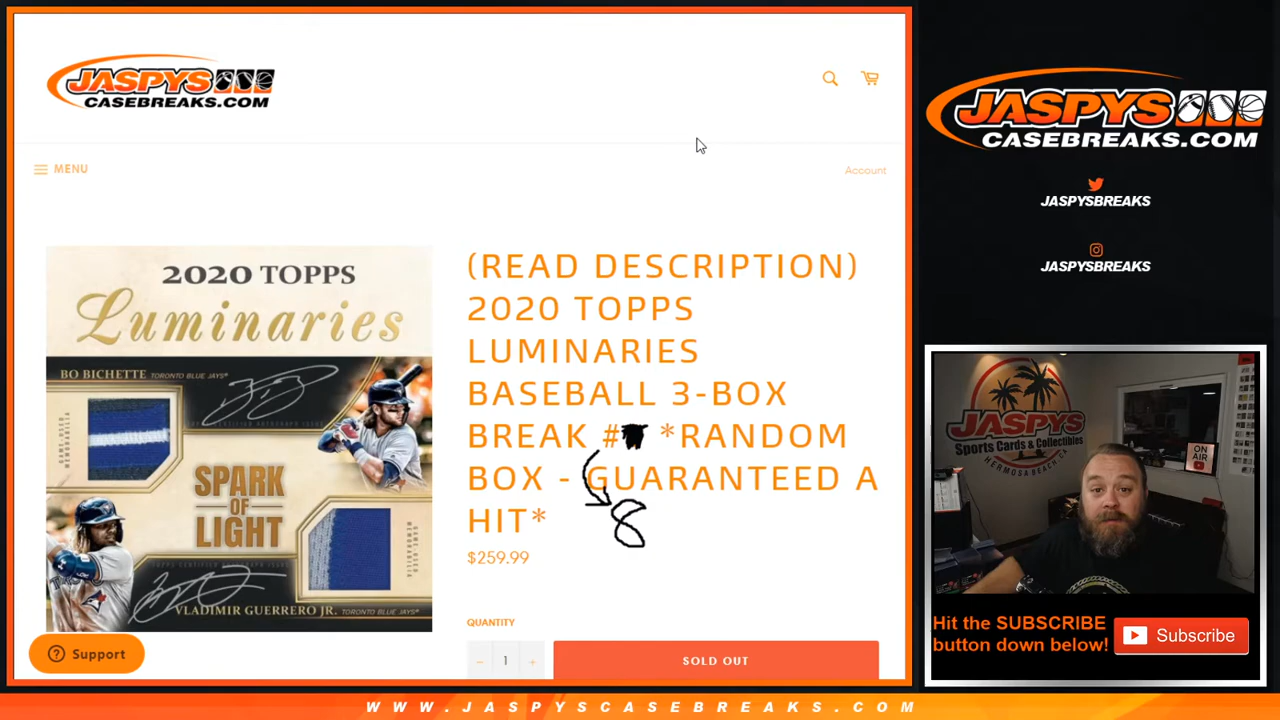 JASPYS
CASEBREAKS.COM
MENU
Account
2020 TOPPS
Luminaries
BO BICHETTE TORONTO BLUE JAYS®
SPARK
OF
LIGHT
VLADIMIR GUERRERO JR. TORONTO BLUE JAYS®
(READ DESCRIPTION)
2020 TOPPS
LUMINARIES
BASEBALL 3-BOX
BREAK # *RANDOM
BOX - GUARANTEED A
HIT*
8
$259.99
QUANTITY
− 1 +
SOLD OUT
Support
JASPYS
CASEBREAKS.COM
JASPYSBREAKS
JASPYSBREAKS
JASPYS
Sports Cards & Collectibles
HERMOSA BEACH, CA
ON
AIR
Hit the SUBSCRIBE
button down below!
Subscribe
WWW.JASPYSCASEBREAKS.COM